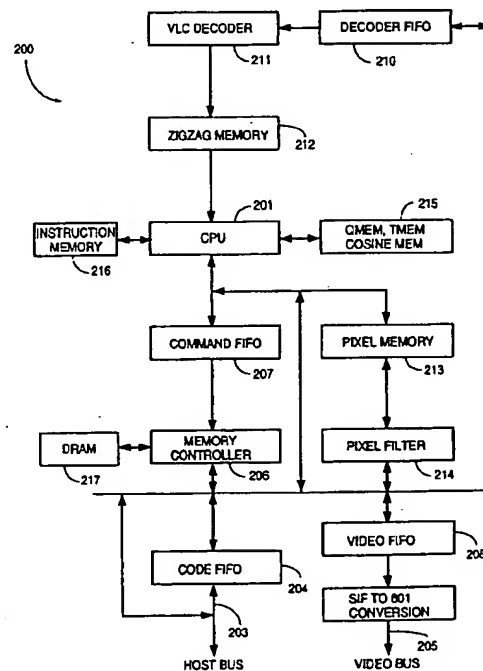 200
VLC DECODER
211
DECODER FIFO
210
ZIGZAG MEMORY
212
201
CPU
INSTRUCTION
MEMORY
216
215
QMEM, TMEM
COSINE MEM
COMMAND FIFO
207
PIXEL MEMORY
213
DRAM
217
MEMORY
CONTROLLER
206
PIXEL FILTER
214
CODE FIFO
204
VIDEO FIFO
208
SIF TO 601
CONVERSION
203
205
HOST BUS
VIDEO BUS